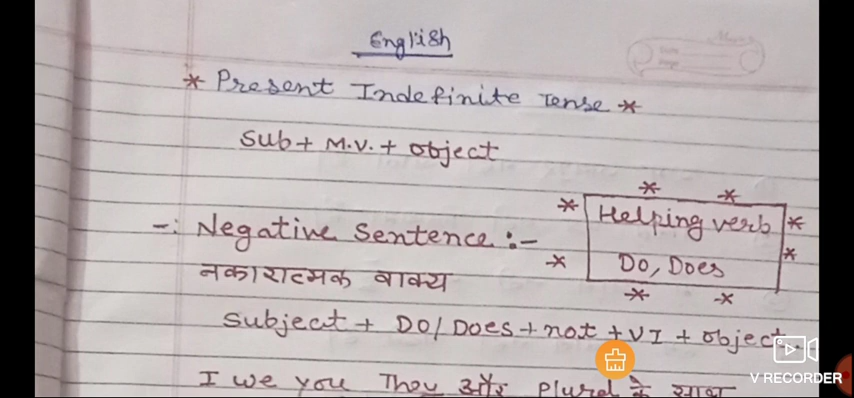 English
* Present Indefinite Tense *
Sub + M.V. + object
-: Negative Sentence :-
Helping verb
नकारात्मक वाक्य
Do, Does
Subject + Do/Does + not + VI + object.
I we you They और Plural के साथ
V RECORDER